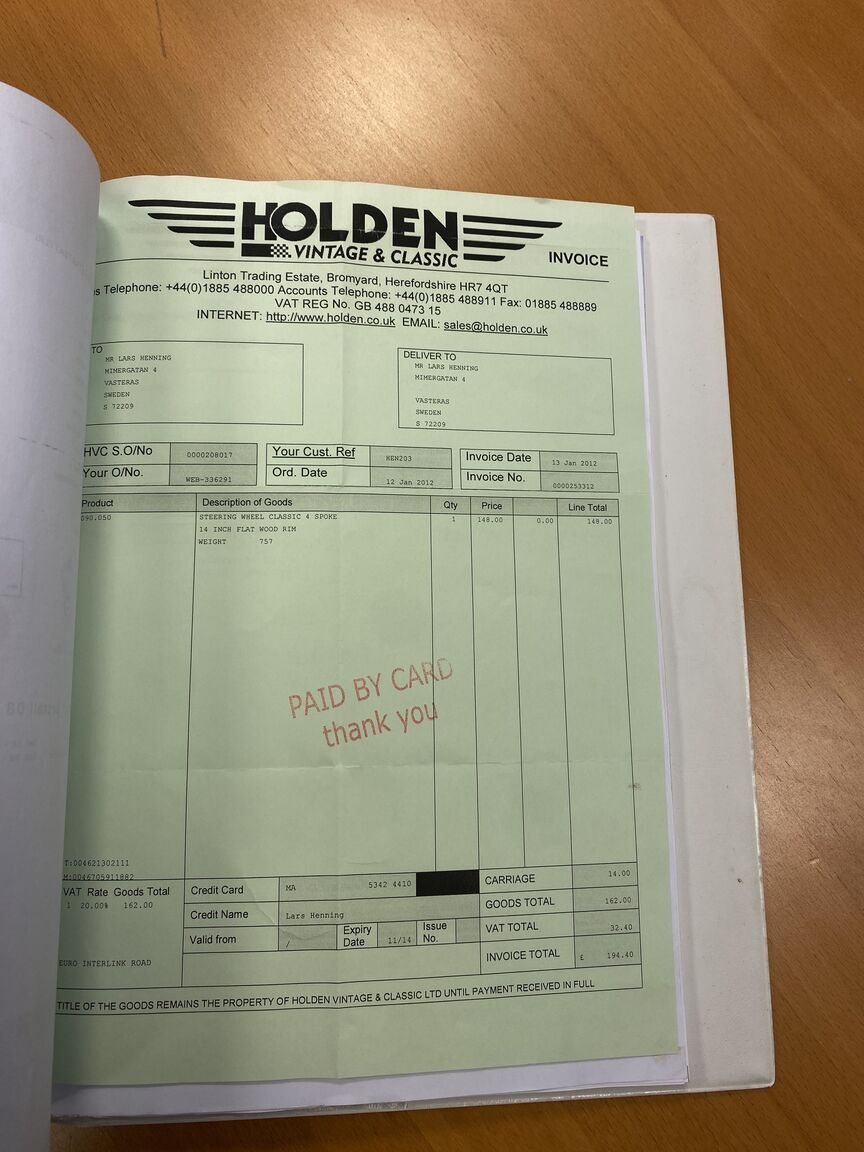 HOLDEN
VINTAGE & CLASSIC
INVOICE
Linton Trading Estate, Bromyard, Herefordshire HR7 4QT
s Telephone: +44(0)1885 488000 Accounts Telephone: +44(0)1885 488911 Fax: 01885 488889
VAT REG No. GB 488 0473 15
INTERNET: http://www.holden.co.uk EMAIL: sales@holden.co.uk
TO
MR LARS HENNING
MIMERGATAN 4
VASTERAS
SWEDEN
S 72209
DELIVER TO
MR LARS HENNING
MIMERGATAN 4
VASTERAS
SWEDEN
S 72209
HVC S.O/No 0000208017 Your Cust. Ref HEN203 Invoice Date 13 Jan 2012
Your O/No. WEB-336291 Ord. Date 12 Jan 2012 Invoice No. 0000253312
Product Description of Goods Qty Price Line Total
090.050 STEERING WHEEL CLASSIC 4 SPOKE 1 148.00 0.00 148.00
14 INCH FLAT WOOD RIM
WEIGHT 757
PAID BY CARD
thank you
T:004621302111
M:0046705911882
VAT Rate Goods Total
1 20.00% 162.00
EURO INTERLINK ROAD
Credit Card MA 5342 4410
Credit Name Lars Henning
Valid from / Expiry Date 11/14 Issue No.
CARRIAGE 14.00
GOODS TOTAL 162.00
VAT TOTAL 32.40
INVOICE TOTAL £ 194.40
TITLE OF THE GOODS REMAINS THE PROPERTY OF HOLDEN VINTAGE & CLASSIC LTD UNTIL PAYMENT RECEIVED IN FULL